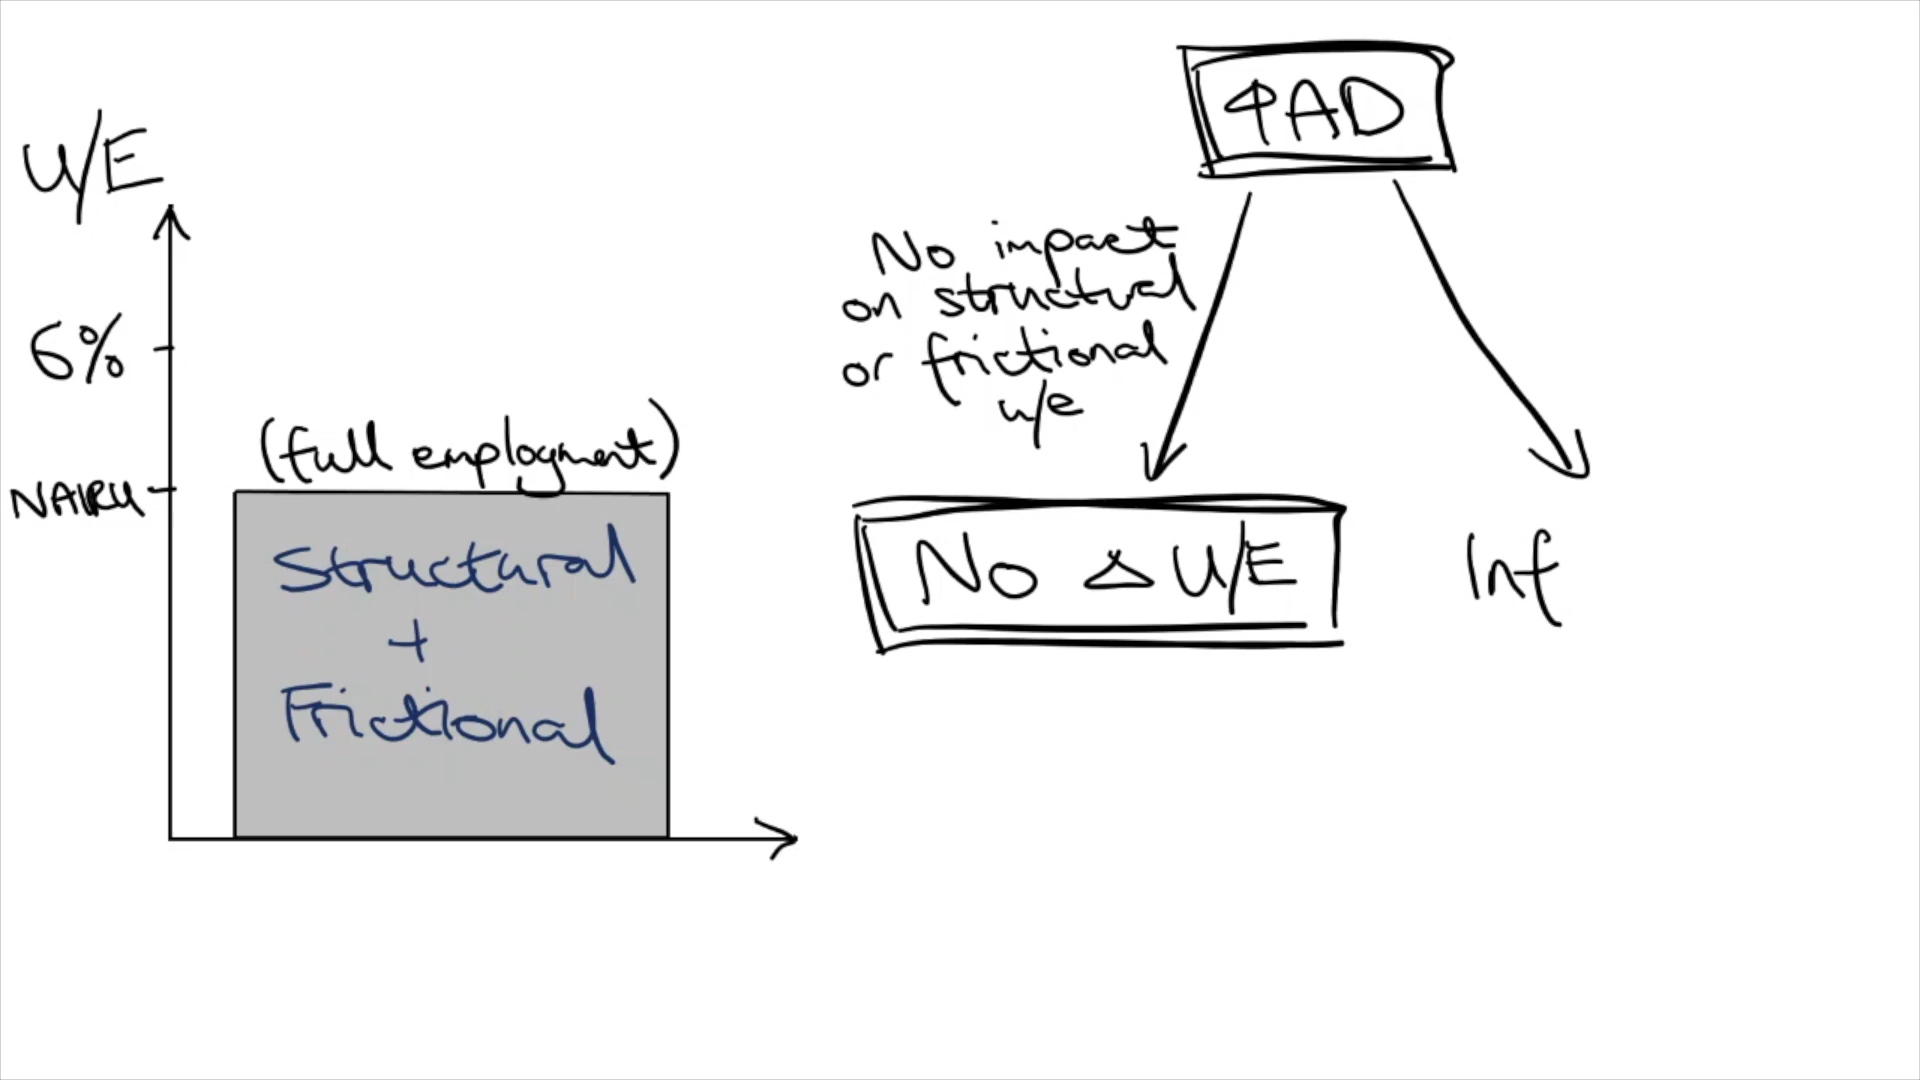 U/E
6%
NAIRU
(full employment)
Structural
+
Frictional
↑AD
No impact
on structural
or frictional
u/e
No Δ U/E
Inf